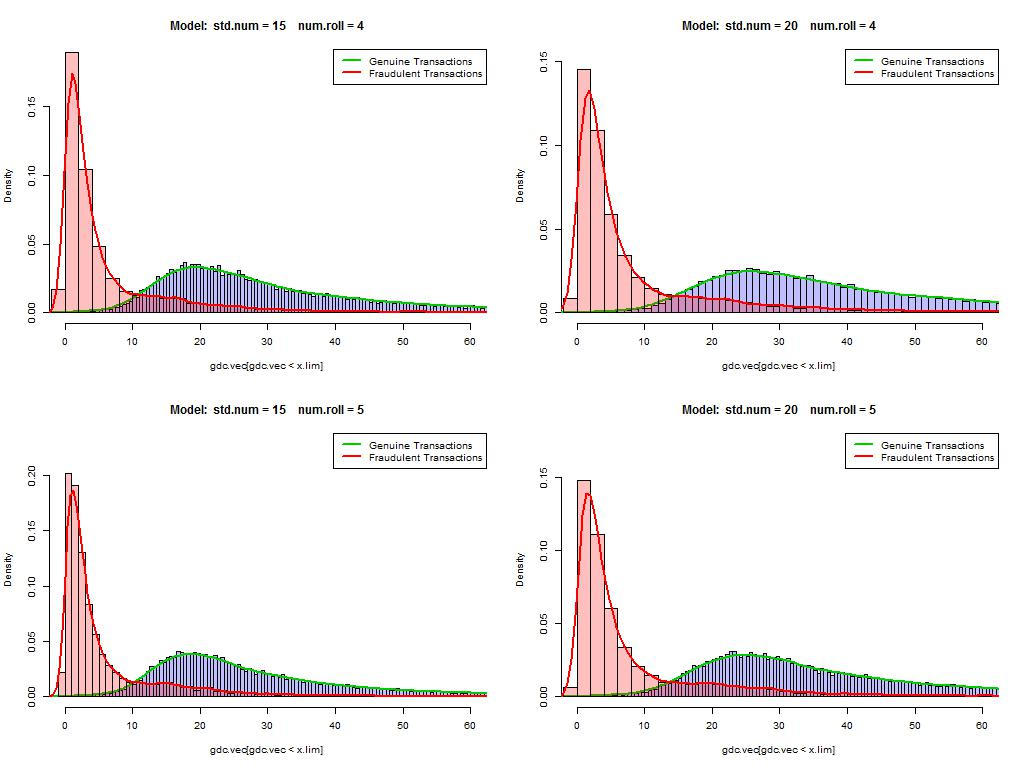 Model:  std.num = 15    num.roll = 4
Genuine Transactions
Fraudulent Transactions
Density
0.00 0.05 0.10 0.15
0 10 20 30 40 50 60
gdc.vec[gdc.vec < x.lim]
Model:  std.num = 20    num.roll = 4
Genuine Transactions
Fraudulent Transactions
Density
0.00 0.05 0.10 0.15
0 10 20 30 40 50 60
gdc.vec[gdc.vec < x.lim]
Model:  std.num = 15    num.roll = 5
Genuine Transactions
Fraudulent Transactions
Density
0.00 0.05 0.10 0.15 0.20
0 10 20 30 40 50 60
gdc.vec[gdc.vec < x.lim]
Model:  std.num = 20    num.roll = 5
Genuine Transactions
Fraudulent Transactions
Density
0.00 0.05 0.10 0.15
0 10 20 30 40 50 60
gdc.vec[gdc.vec < x.lim]